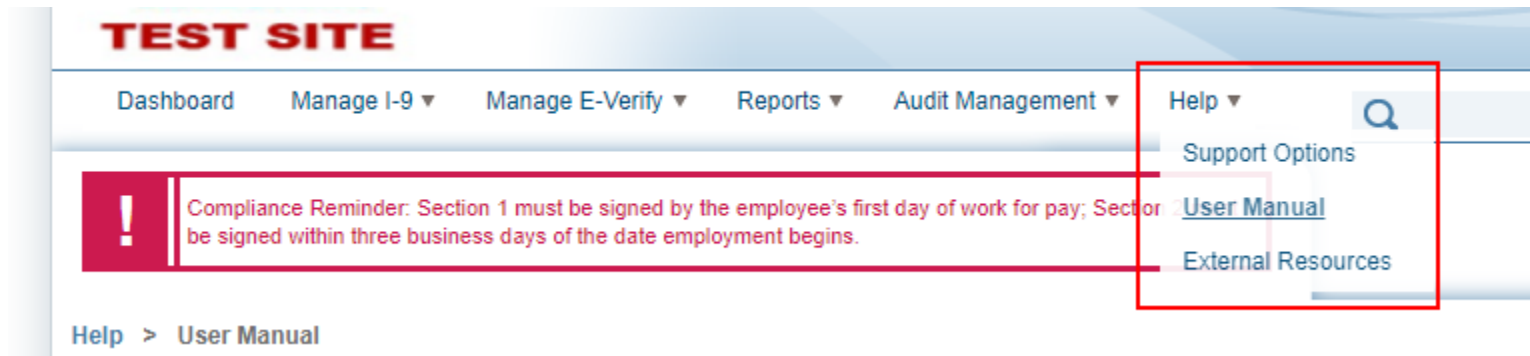 TEST SITE
Dashboard Manage I-9 ▼ Manage E-Verify ▼ Reports ▼ Audit Management ▼ Help ▼
Support Options
User Manual
External Resources
! Compliance Reminder: Section 1 must be signed by the employee's first day of work for pay; Section 2
be signed within three business days of the date employment begins.
Help > User Manual